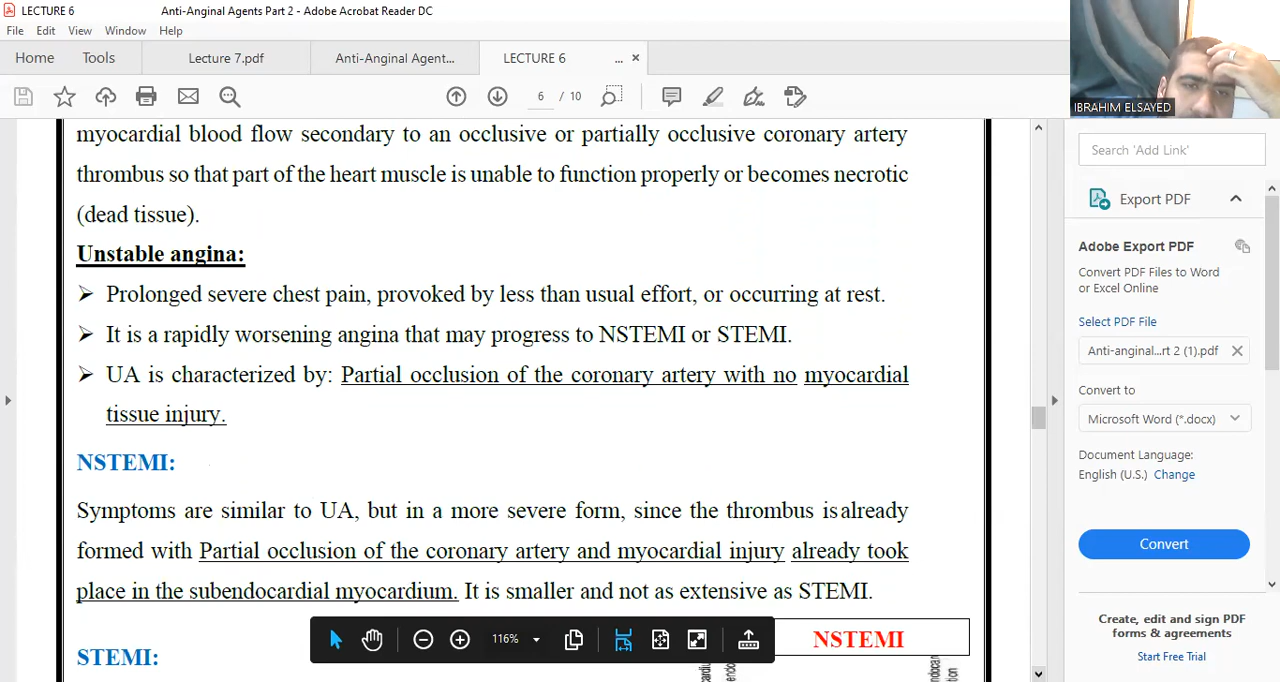 LECTURE 6 Anti-Anginal Agents Part 2 - Adobe Acrobat Reader DC
File Edit View Window Help
Home Tools Lecture 7.pdf Anti-Anginal Agent... LECTURE 6 ... ×
6 / 10
IBRAHIM ELSAYED
myocardial blood flow secondary to an occlusive or partially occlusive coronary artery
thrombus so that part of the heart muscle is unable to function properly or becomes necrotic
(dead tissue).
Unstable angina:
➢ Prolonged severe chest pain, provoked by less than usual effort, or occurring at rest.
➢ It is a rapidly worsening angina that may progress to NSTEMI or STEMI.
➢ UA is characterized by: Partial occlusion of the coronary artery with no myocardial
tissue injury.
NSTEMI:
Symptoms are similar to UA, but in a more severe form, since the thrombus is already
formed with Partial occlusion of the coronary artery and myocardial injury already took
place in the subendocardial myocardium. It is smaller and not as extensive as STEMI.
STEMI:
116%
NSTEMI
Search 'Add Link'
Export PDF
Adobe Export PDF
Convert PDF Files to Word
or Excel Online
Select PDF File
Anti-anginal...rt 2 (1).pdf
Convert to
Microsoft Word (*.docx)
Document Language:
English (U.S.) Change
Convert
Create, edit and sign PDF
forms & agreements
Start Free Trial